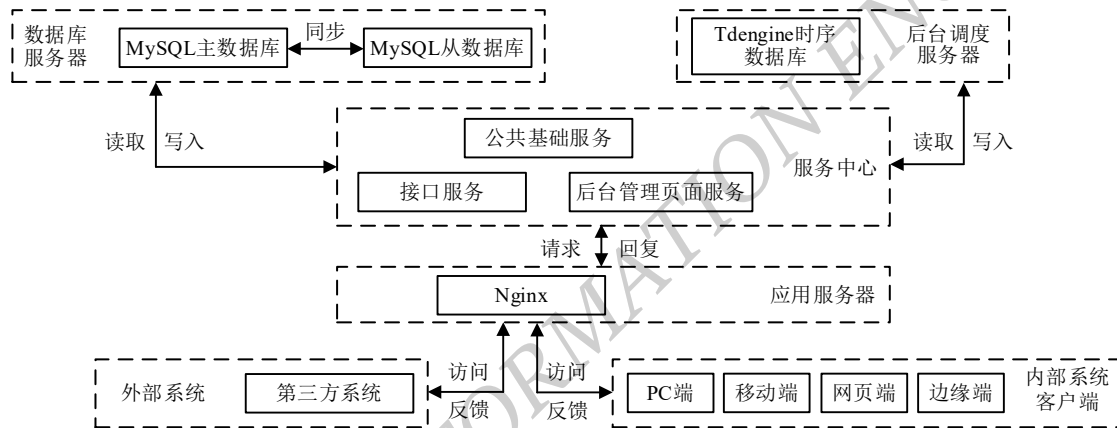 数据库
服务器
MySQL主数据库
同步
MySQL从数据库
Tdengine时序
数据库
后台调度
服务器
读取
写入
公共基础服务
服务中心
接口服务
后台管理页面服务
读取
写入
请求
回复
Nginx
应用服务器
外部系统
第三方系统
访问
反馈
访问
反馈
PC端
移动端
网页端
边缘端
内部系统
客户端
ORMATION EN